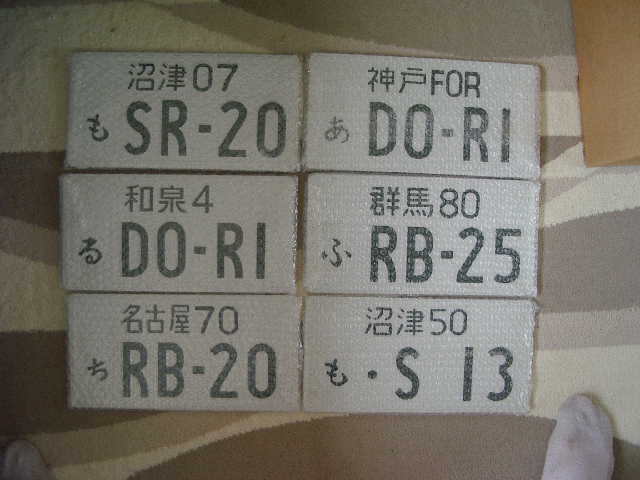 沼津07
も SR-20
神戸FOR
あ DO-RI
和泉4
る DO-RI
群馬80
ふ RB-25
名古屋70
ち RB-20
沼津50
も ・S 13